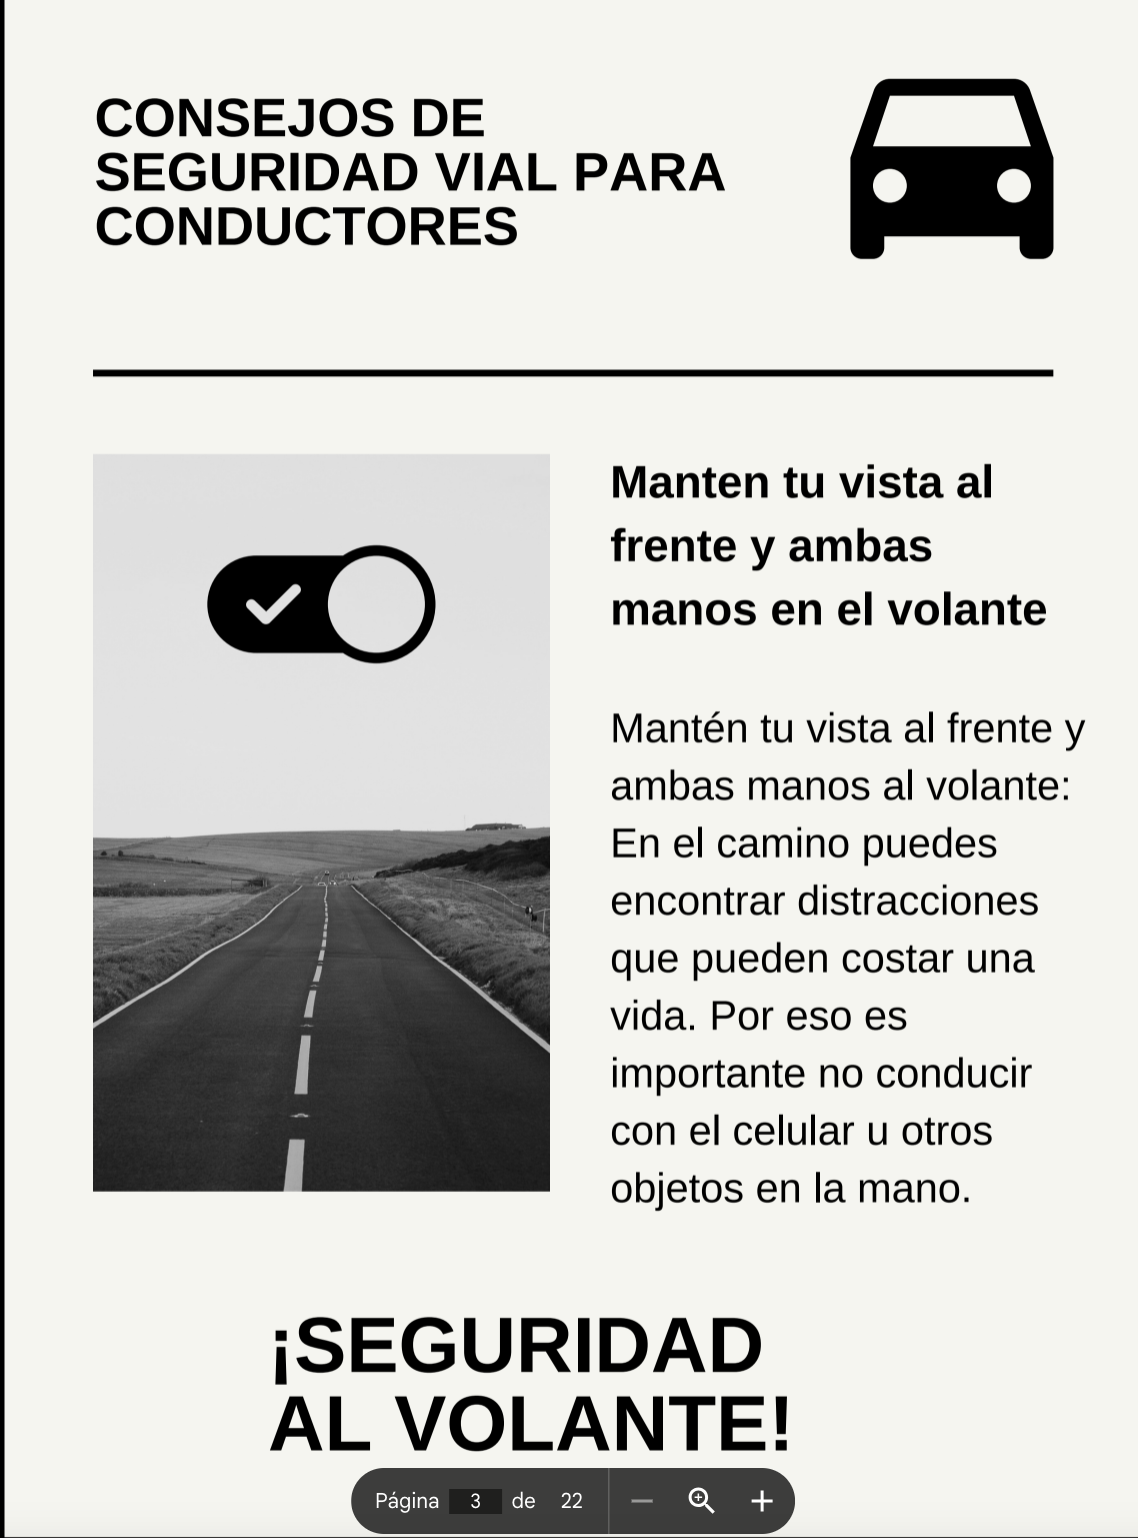 CONSEJOS DE
SEGURIDAD VIAL PARA
CONDUCTORES
Manten tu vista al
frente y ambas
manos en el volante
Mantén tu vista al frente y
ambas manos al volante:
En el camino puedes
encontrar distracciones
que pueden costar una
vida. Por eso es
importante no conducir
con el celular u otros
objetos en la mano.
¡SEGURIDAD
AL VOLANTE!
Página 3 de 22